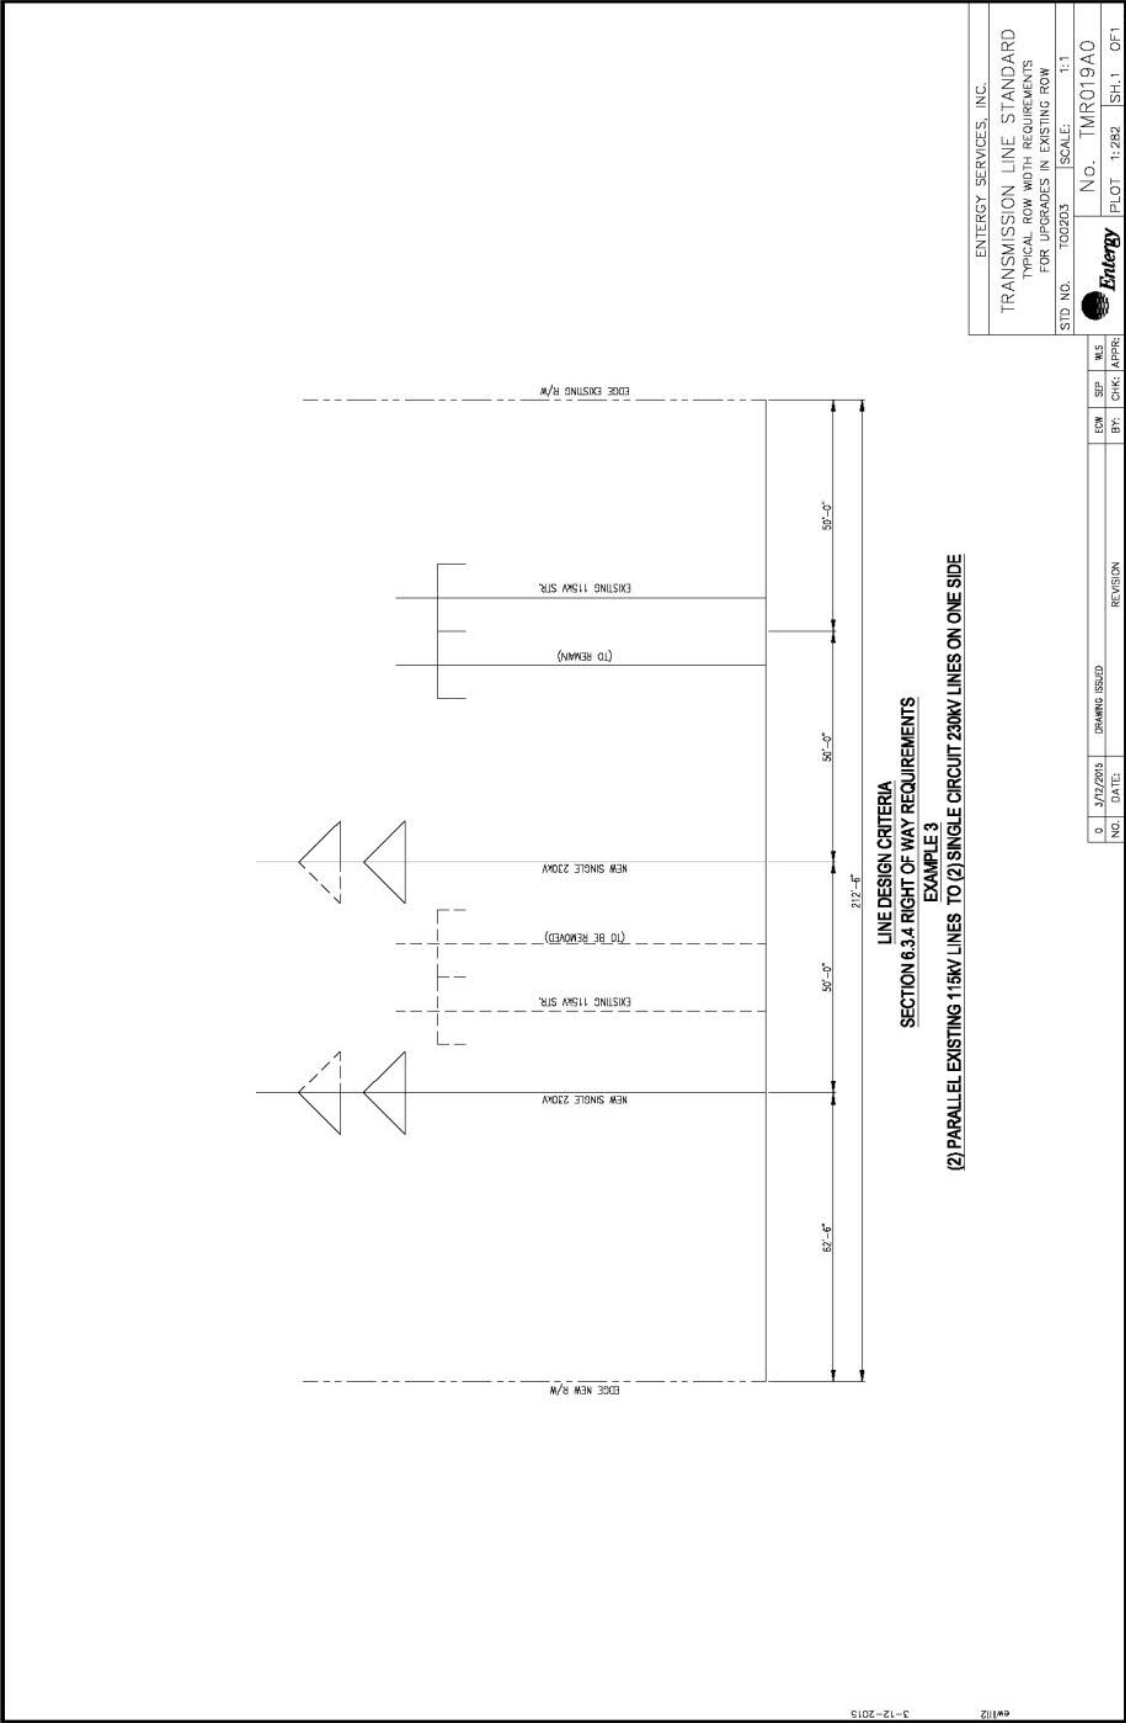 EDGE NEW R/W
NEW SINGLE 230kV
EXISTING 115kV STR.
(TO BE REMOVED)
NEW SINGLE 230kV
(TO REMAIN)
EXISTING 115kV STR.
EDGE EXISTING R/W
62'-6"
50'-0"
50'-0"
50'-0"
212'-6"
LINE DESIGN CRITERIA
SECTION 6.3.4 RIGHT OF WAY REQUIREMENTS
EXAMPLE 3
(2) PARALLEL EXISTING 115kV LINES TO (2) SINGLE CIRCUIT 230kV LINES ON ONE SIDE
ENTERGY SERVICES, INC.
TRANSMISSION LINE STANDARD
TYPICAL ROW WIDTH REQUIREMENTS
FOR UPGRADES IN EXISTING ROW
STD NO. TO0203 SCALE: 1:1
Entergy
No. TMR019A0
PLOT 1:282 SH.1 OF1
0 3/12/2015 DRAWING ISSUED ECW SEP WLS
NO. DATE: REVISION BY: CHK: APPR:
3-12-2015
ewill12